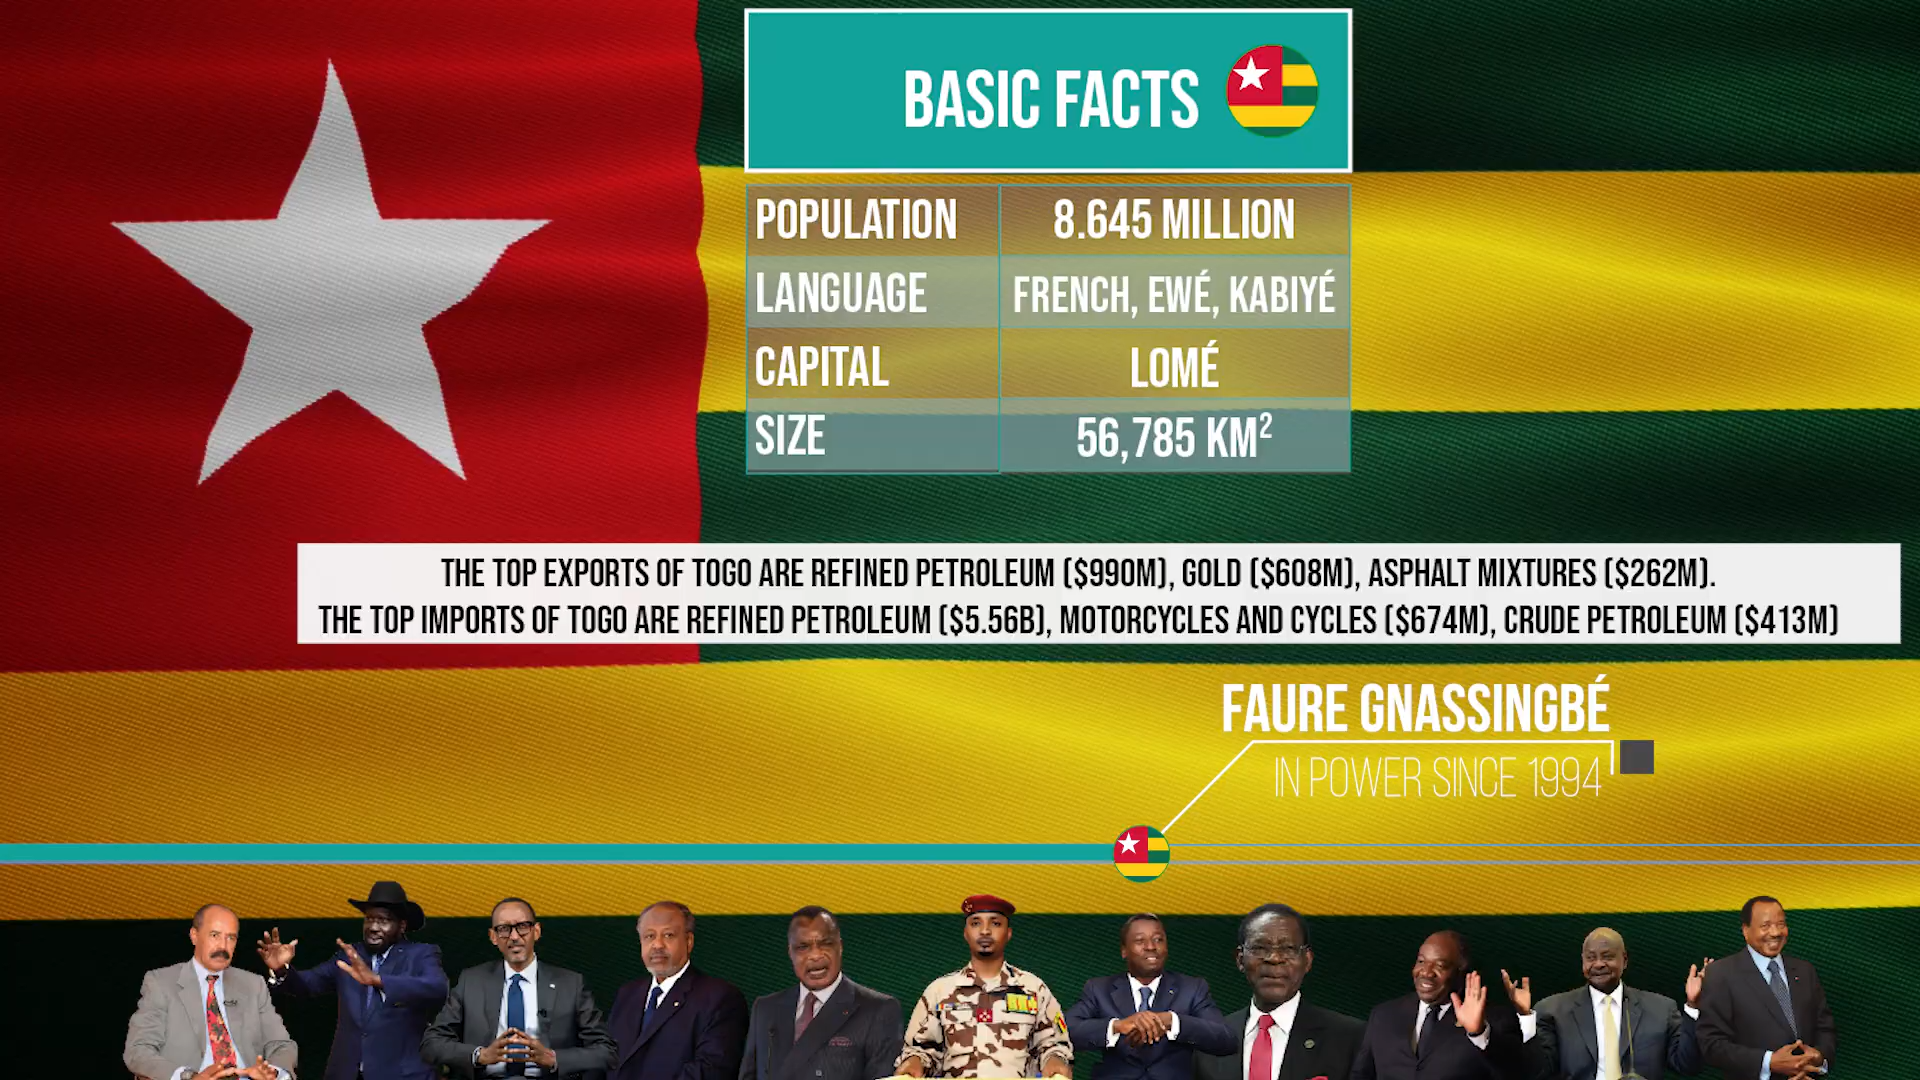 BASIC FACTS
POPULATION 8.645 MILLION
LANGUAGE FRENCH, EWÉ, KABIYÉ
CAPITAL LOMÉ
SIZE 56,785 KM²
THE TOP EXPORTS OF TOGO ARE REFINED PETROLEUM ($990M), GOLD ($608M), ASPHALT MIXTURES ($262M).
THE TOP IMPORTS OF TOGO ARE REFINED PETROLEUM ($5.56B), MOTORCYCLES AND CYCLES ($674M), CRUDE PETROLEUM ($413M)
FAURE GNASSINGBÉ
IN POWER SINCE 1994